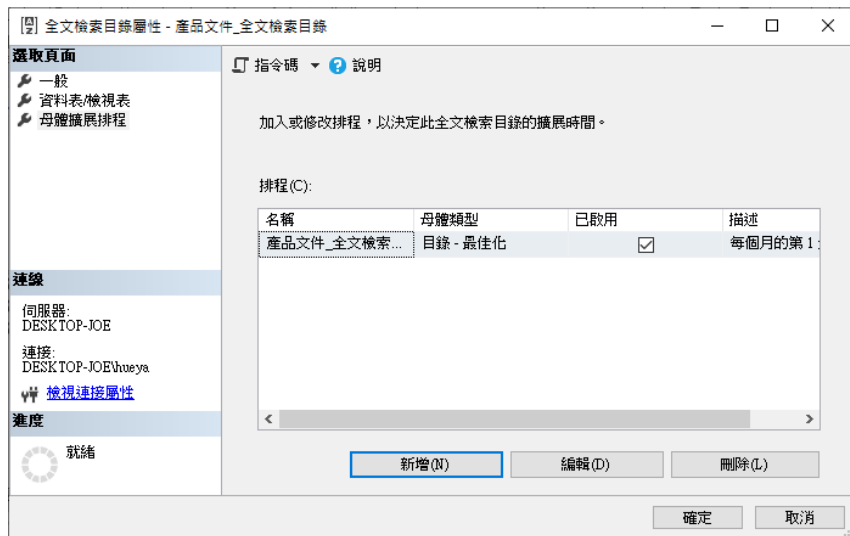 全文檢索目錄屬性 - 產品文件_全文檢索目錄
選取頁面
一般
資料表/檢視表
母體擴展排程
指令碼 說明
加入或修改排程，以決定此全文檢索目錄的擴展時間。
排程(C):
名稱 母體類型 已啟用 描述
產品文件_全文檢索... 目錄 - 最佳化 每個月的第 1
連線
伺服器:
DESKTOP-JOE
連接:
DESKTOP-JOE\hueya
檢視連接屬性
進度
就緒
新增(N) 編輯(D) 刪除(L)
確定 取消